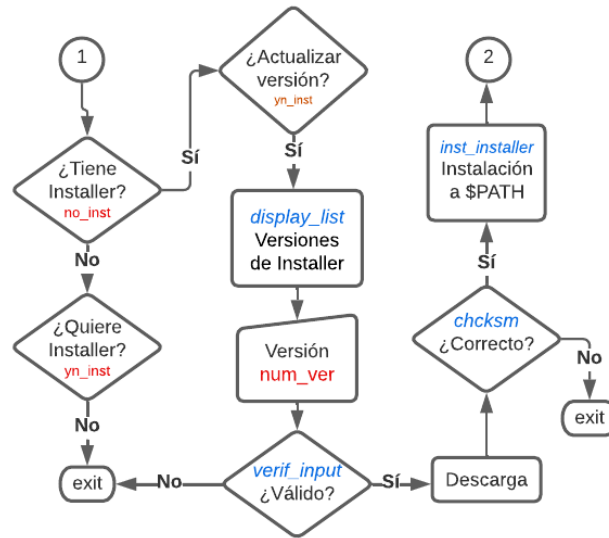 1
¿Tiene
Installer?
no_inst
Sí
No
¿Quiere
Installer?
yn_inst
No
exit
¿Actualizar
versión?
yn_inst
Sí
display_list
Versiones
de Installer
Versión
num_ver
verif_input
¿Válido?
No
Sí
Descarga
chcksm
¿Correcto?
No
exit
Sí
inst_installer
Instalación
a $PATH
2